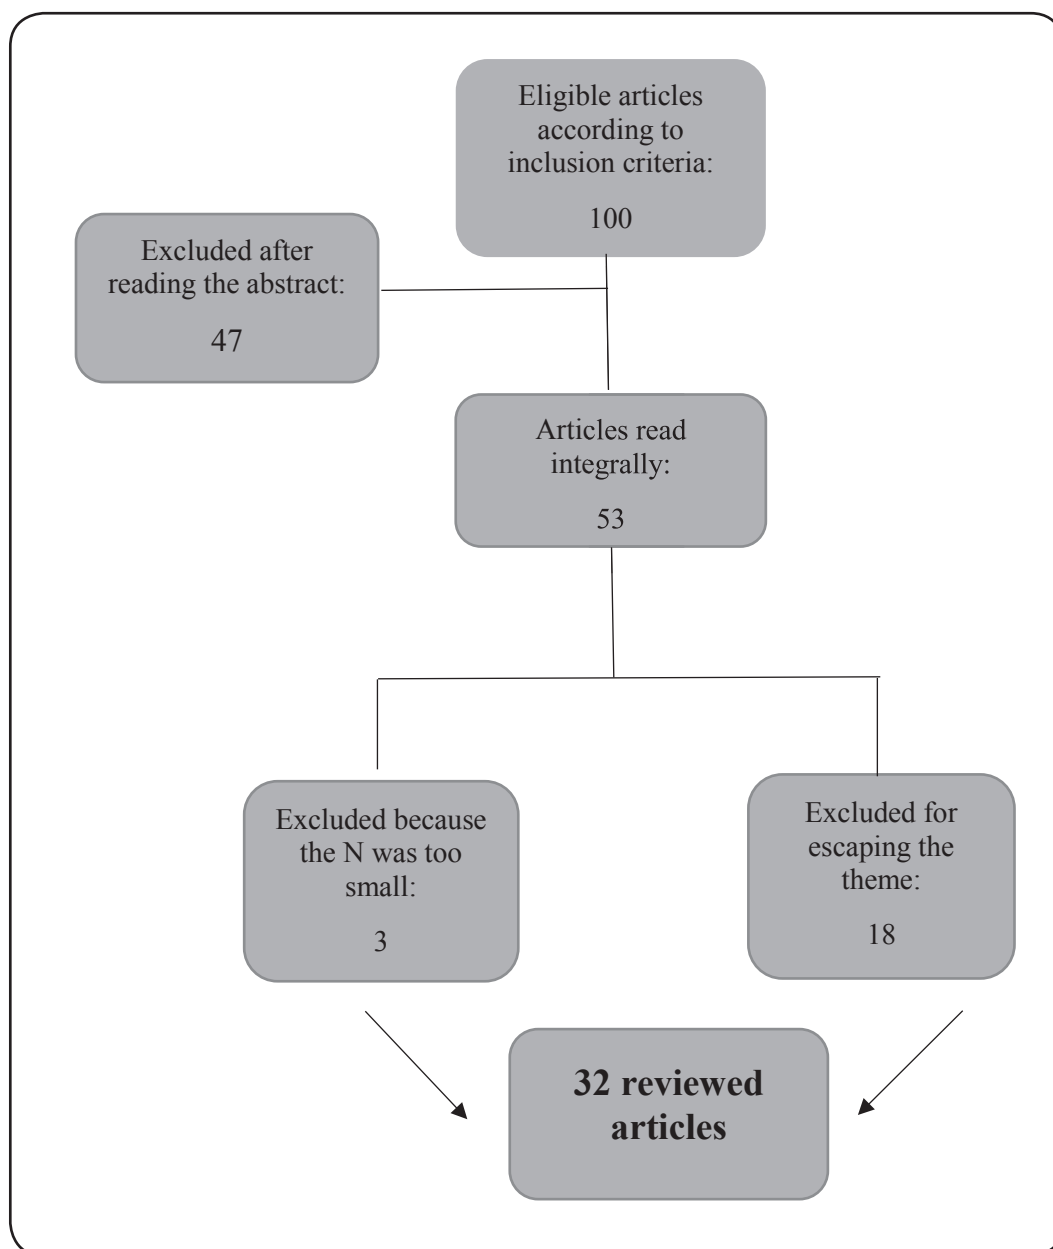 Eligible articles
according to
inclusion criteria:
100
Excluded after
reading the abstract:
47
Articles read
integrally:
53
Excluded because
the N was too
small:
3
Excluded for
escaping the
theme:
18
32 reviewed
articles